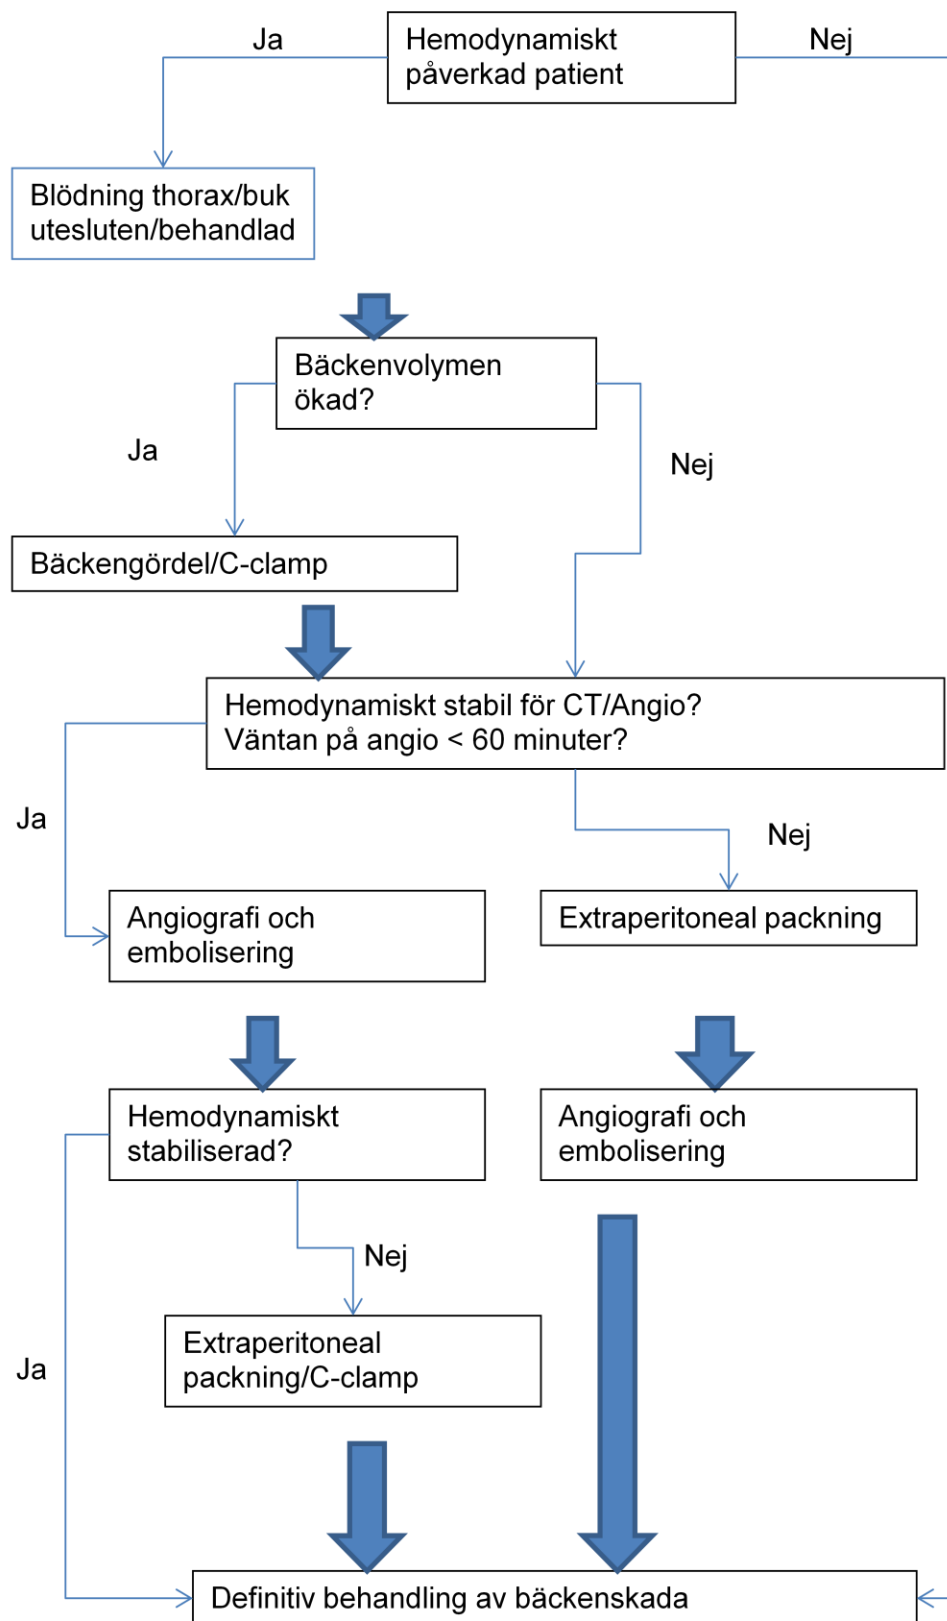 Ja
Hemodynamiskt
påverkad patient
Nej
Blödning thorax/buk
utesluten/behandlad
Bäckenvolymen
ökad?
Ja
Nej
Bäckengördel/C-clamp
Hemodynamiskt stabil för CT/Angio?
Väntan på angio < 60 minuter?
Ja
Nej
Angiografi och
embolisering
Extraperitoneal packning
Hemodynamiskt
stabiliserad?
Angiografi och
embolisering
Nej
Extraperitoneal
packning/C-clamp
Ja
Definitiv behandling av bäckenskada